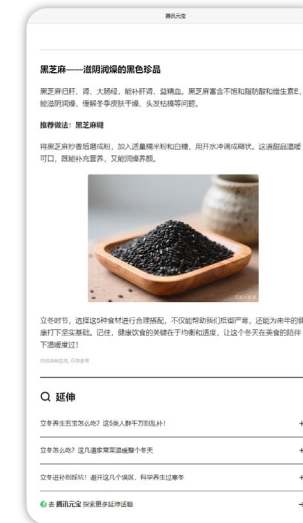 腾讯元宝
黑芝麻——滋阴润燥的黑色珍品
黑芝麻归肝、肾、大肠经，能补肝肾、益精血。黑芝麻富含不饱和脂肪酸和维生素E，
能滋阴润燥，缓解冬季皮肤干燥、头发枯槁等问题。
推荐做法：黑芝麻糊
将黑芝麻炒香后磨成粉，加入适量糯米粉和白糖，用开水冲调成糊状。这道甜品温暖
可口，既能补充营养，又能润燥养颜。
立冬时节，选择这5种食材进行合理搭配，不仅能帮助我们抵御严寒，还能为来年的健
康打下坚实基础。记住，健康饮食的关键在于均衡和适度，让这个冬天在美食的陪伴
下温暖度过！
内容由AI生成，仅供参考
延伸
立冬养生五宝怎么吃？这5类人群千万别乱补！
立冬怎么吃？这几道家常菜温暖整个冬天
立冬进补别踩坑！避开这几个误区，科学养生过寒冬
去 腾讯元宝 探索更多延伸话题